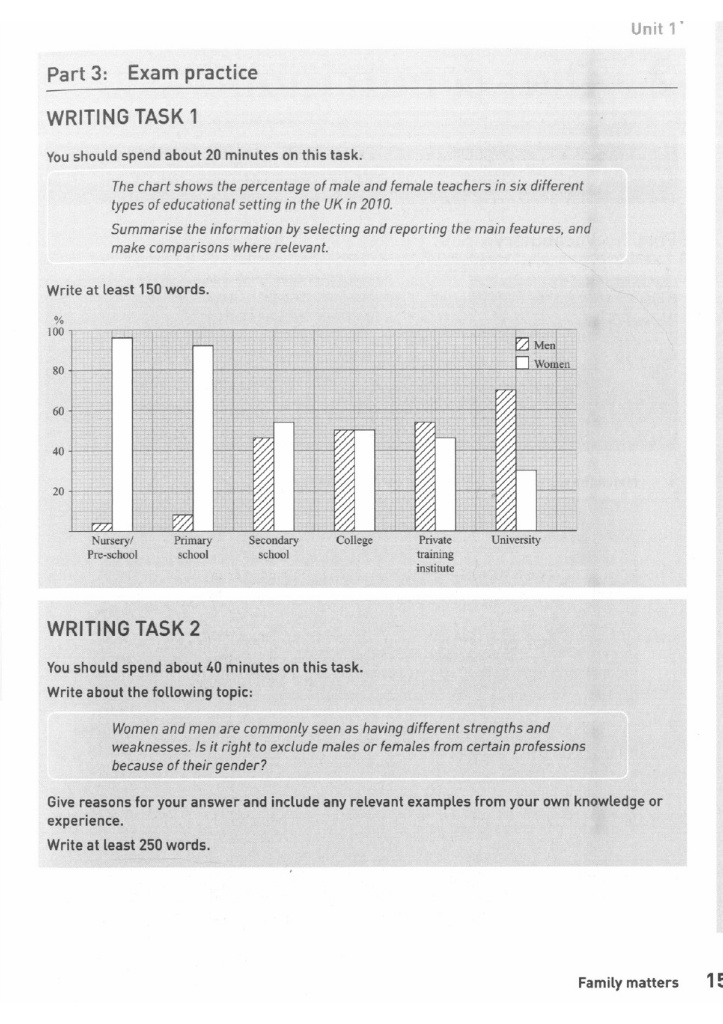 Unit 1
Part 3: Exam practice
WRITING TASK 1
You should spend about 20 minutes on this task.
The chart shows the percentage of male and female teachers in six different
types of educational setting in the UK in 2010.
Summarise the information by selecting and reporting the main features, and
make comparisons where relevant.
Write at least 150 words.
%
100
80
60
40
20
Men
Women
Nursery/
Pre-school
Primary
school
Secondary
school
College
Private
training
institute
University
WRITING TASK 2
You should spend about 40 minutes on this task.
Write about the following topic:
Women and men are commonly seen as having different strengths and
weaknesses. Is it right to exclude males or females from certain professions
because of their gender?
Give reasons for your answer and include any relevant examples from your own knowledge or
experience.
Write at least 250 words.
Family matters